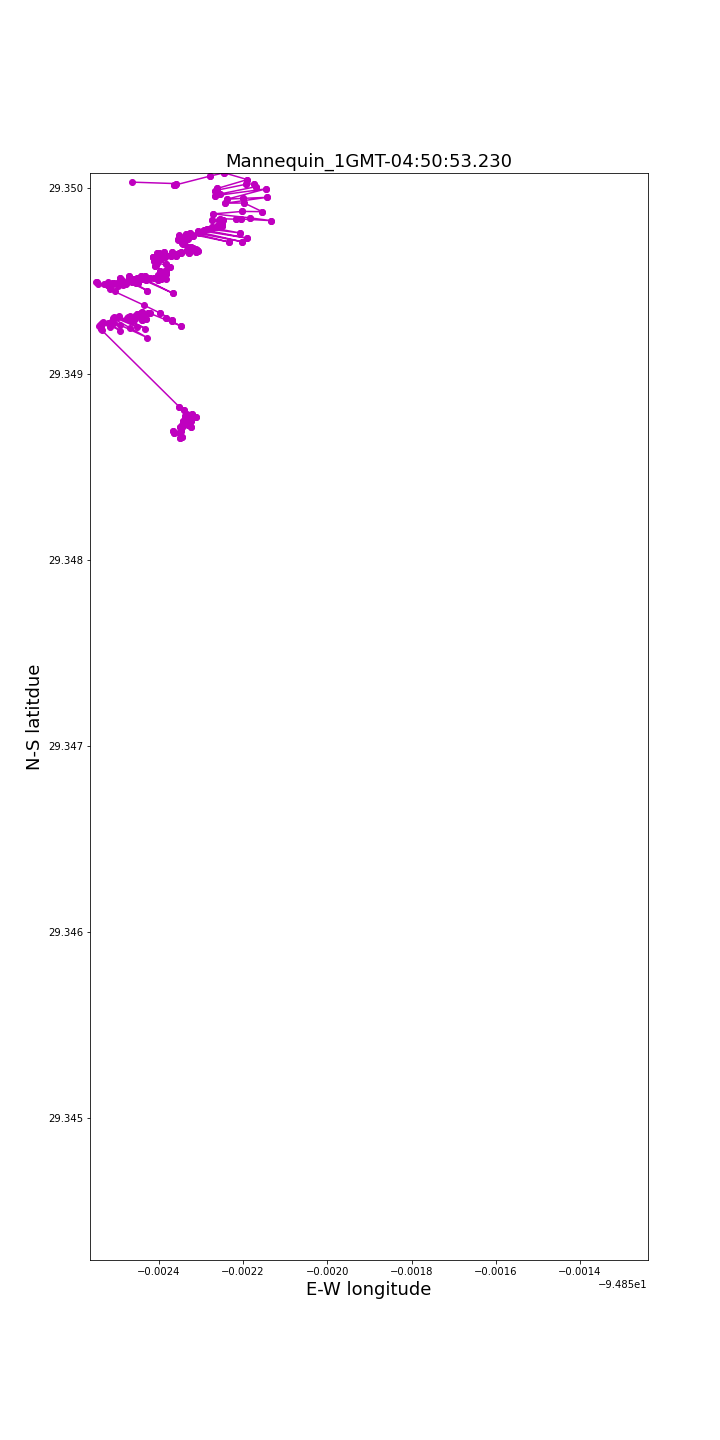 Mannequin_1GMT-04:50:53.230
29.350
29.349
29.348
29.347
29.346
29.345
N-S latitdue
−0.0024 −0.0022 −0.0020 −0.0018 −0.0016 −0.0014
−9.485e1
E-W longitude